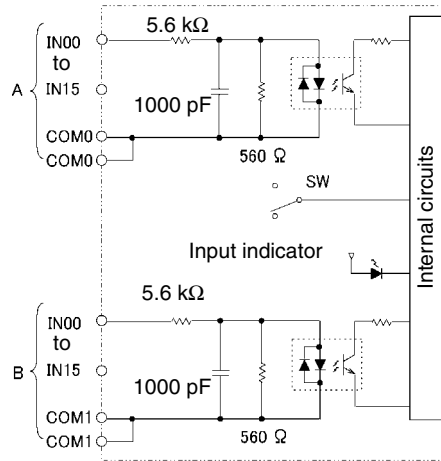 IN00
5.6 kΩ
to
A
IN15
1000 pF
COM0
COM0
560 Ω
SW
Internal circuits
Input indicator
5.6 kΩ
IN00
to
B
IN15
1000 pF
COM1
COM1
560 Ω